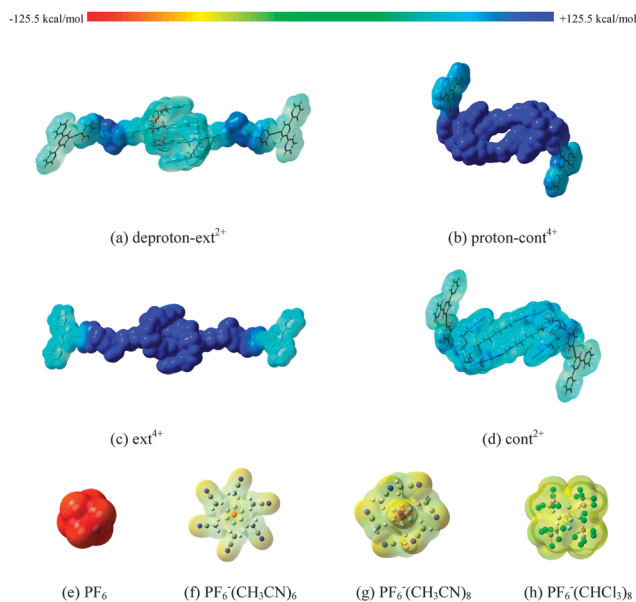 -125.5 kcal/mol +125.5 kcal/mol
(a) deproton-ext²⁺ (b) proton-cont⁴⁺
(c) ext⁴⁺ (d) cont²⁺
(e) PF₆ (f) PF₆⁻(CH₃CN)₆ (g) PF₆⁻(CH₃CN)₈ (h) PF₆⁻(CHCl₃)₈